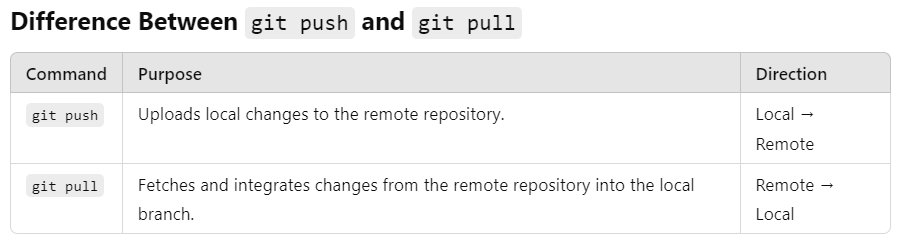 Difference Between git push and git pull
Command Purpose Direction
git push Uploads local changes to the remote repository. Local →
Remote
git pull Fetches and integrates changes from the remote repository into the local Remote →
branch. Local